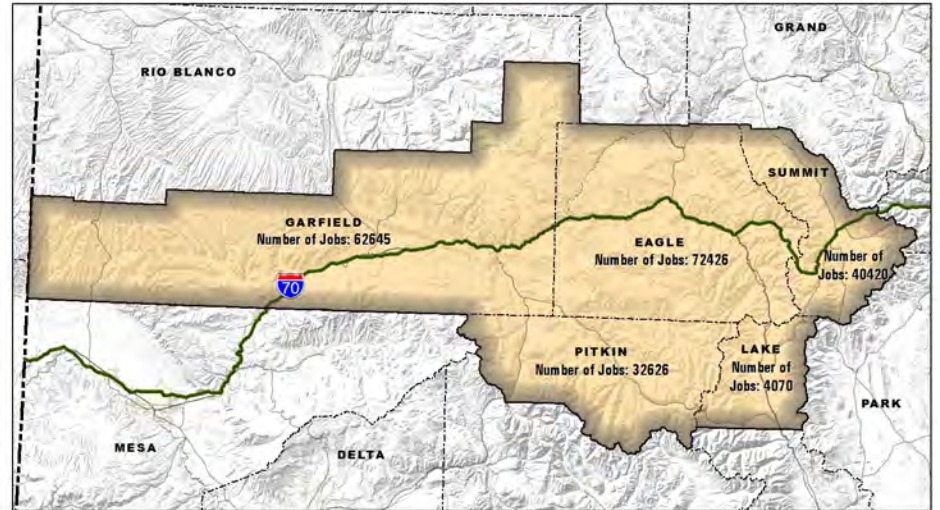 GRAND
RIO BLANCO
SUMMIT
GARFIELD
Number of Jobs: 62645
EAGLE
Number of Jobs: 72426
Number of
Jobs: 40420
70
PITKIN
Number of Jobs: 32626
LAKE
Number of
Jobs: 4070
PARK
MESA
DELTA